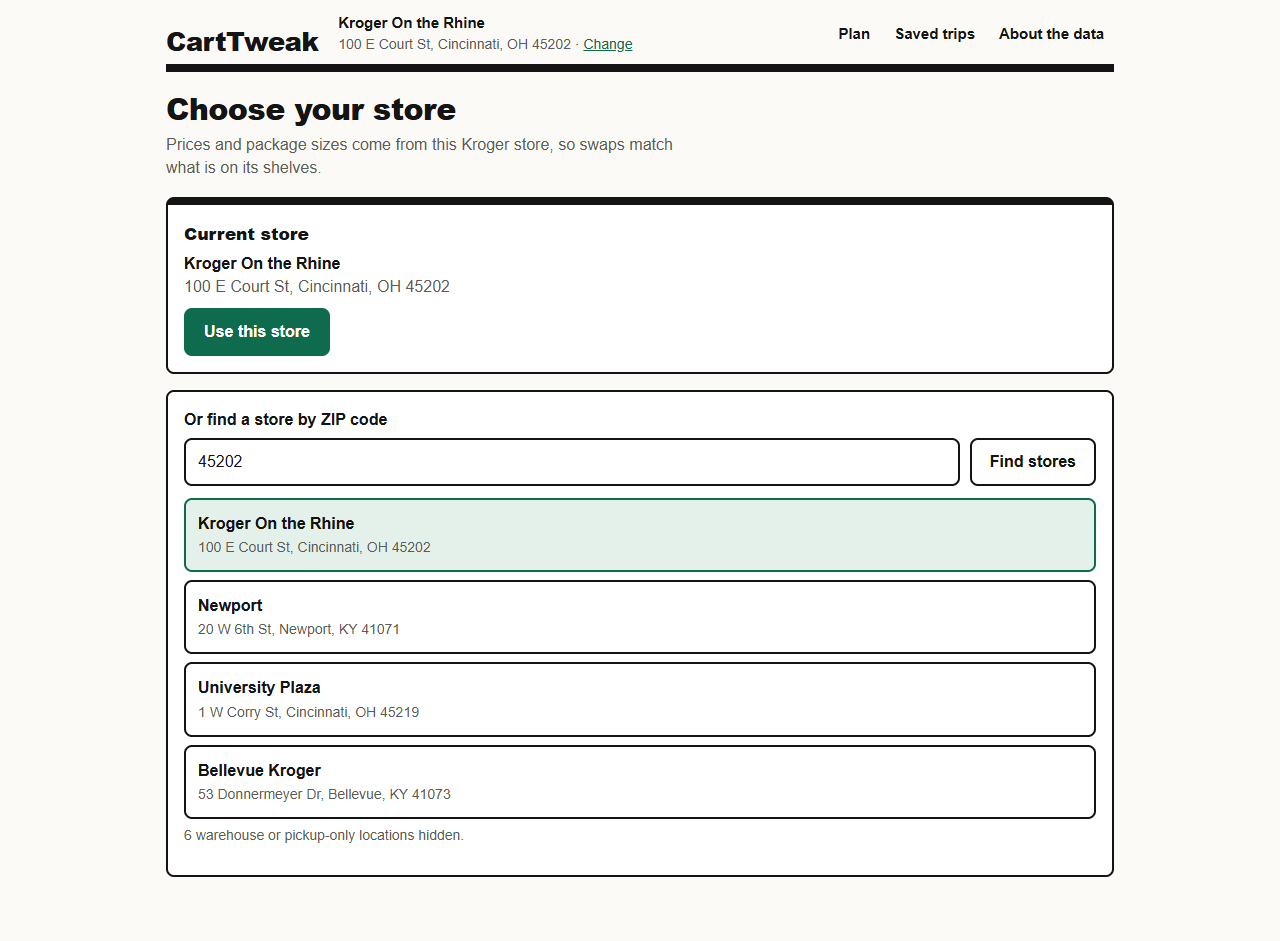 CartTweak
Kroger On the Rhine
100 E Court St, Cincinnati, OH 45202 · Change
Plan
Saved trips
About the data
Choose your store
Prices and package sizes come from this Kroger store, so swaps match
what is on its shelves.
Current store
Kroger On the Rhine
100 E Court St, Cincinnati, OH 45202
Use this store
Or find a store by ZIP code
45202
Find stores
Kroger On the Rhine
100 E Court St, Cincinnati, OH 45202
Newport
20 W 6th St, Newport, KY 41071
University Plaza
1 W Corry St, Cincinnati, OH 45219
Bellevue Kroger
53 Donnermeyer Dr, Bellevue, KY 41073
6 warehouse or pickup-only locations hidden.